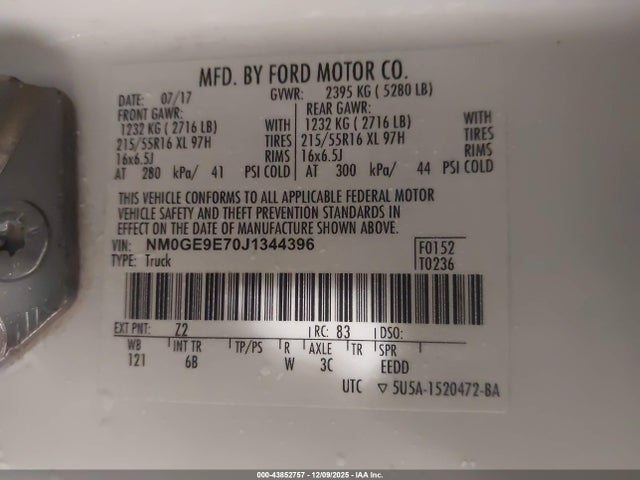 MFD. BY FORD MOTOR CO.
DATE: 07/17 GVWR: 2395 KG ( 5280 LB)
FRONT GAWR: REAR GAWR:
1232 KG ( 2716 LB) WITH 1232 KG ( 2716 LB) WITH
215/55R16 XL 97H TIRES 215/55R16 XL 97H TIRES
16x6.5J RIMS 16x6.5J RIMS
AT 280 kPa/ 41 PSI COLD AT 300 kPa/ 44 PSI COLD
THIS VEHICLE CONFORMS TO ALL APPLICABLE FEDERAL MOTOR
VEHICLE SAFETY AND THEFT PREVENTION STANDARDS IN
EFFECT ON THE DATE OF MANUFACTURE SHOWN ABOVE.
VIN: NM0GE9E70J1344396 F0152
TYPE: Truck T0236
EXT PNT: Z2 RC: 83 DSO:
WB INT TR TP/PS R AXLE TR SPR
121 6B W 3C EEDD
UTC ▽ 5U5A-1520472-BA
000-43852757 - 12/09/2025 - IAA Inc.